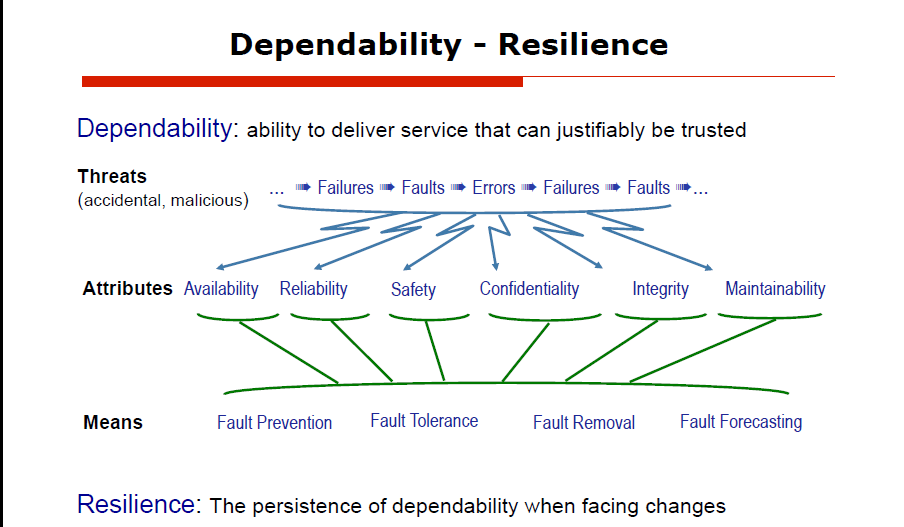 Dependability - Resilience
Dependability: ability to deliver service that can justifiably be trusted
Threats
(accidental, malicious)
... Failures Faults Errors Failures Faults ...
Attributes Availability Reliability Safety Confidentiality Integrity Maintainability
Means Fault Prevention Fault Tolerance Fault Removal Fault Forecasting
Resilience: The persistence of dependability when facing changes